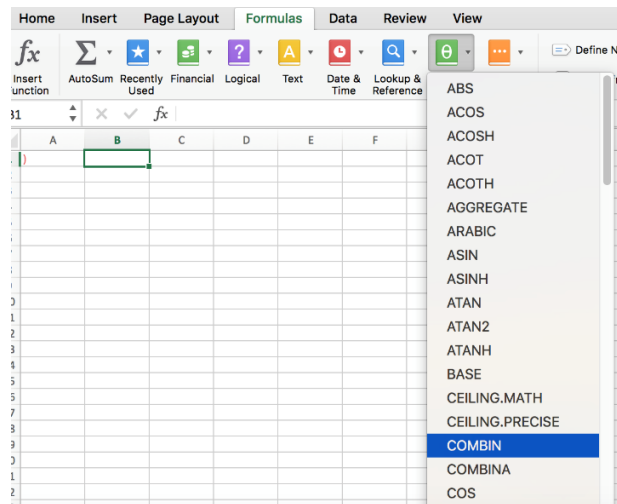 Home Insert Page Layout Formulas Data Review View
fx Σ ? A θ ...
Insert AutoSum Recently Financial Logical Text Date & Lookup & Define N
unction Used Time Reference
31 fx
A B C D E F
)
ABS
ACOS
ACOSH
ACOT
ACOTH
AGGREGATE
ARABIC
ASIN
ASINH
ATAN
ATAN2
ATANH
BASE
CEILING.MATH
CEILING.PRECISE
COMBIN
COMBINA
COS